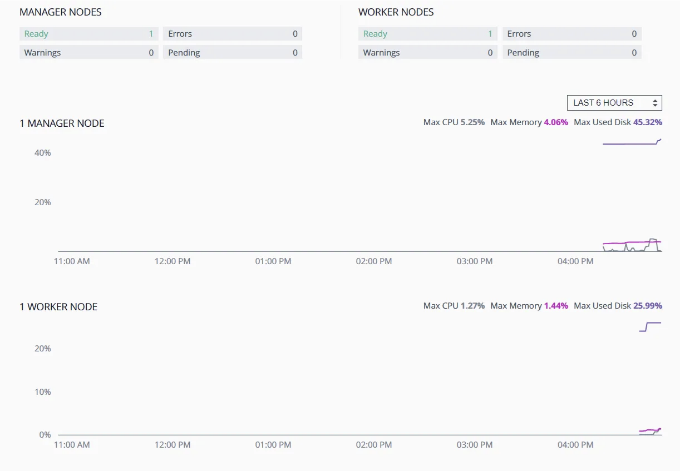 MANAGER NODES
Ready 1 Errors 0
Warnings 0 Pending 0
WORKER NODES
Ready 1 Errors 0
Warnings 0 Pending 0
LAST 6 HOURS
1 MANAGER NODE
Max CPU 5.25% Max Memory 4.06% Max Used Disk 45.32%
40%
20%
11:00 AM 12:00 PM 01:00 PM 02:00 PM 03:00 PM 04:00 PM
1 WORKER NODE
Max CPU 1.27% Max Memory 1.44% Max Used Disk 25.99%
20%
10%
0%
11:00 AM 12:00 PM 01:00 PM 02:00 PM 03:00 PM 04:00 PM